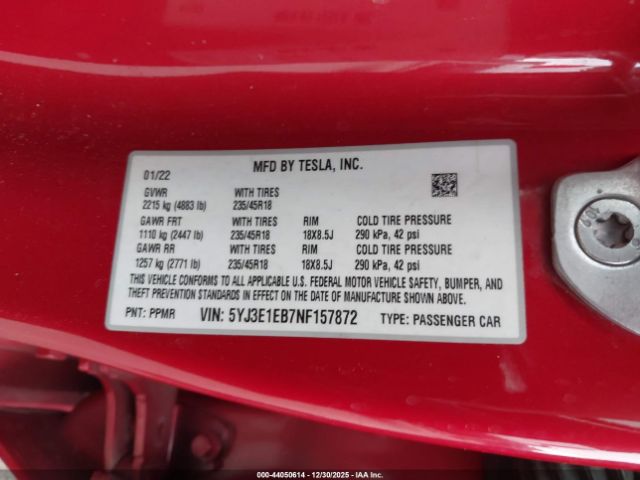 01/22 MFD BY TESLA, INC.
GVWR WITH TIRES
2215 kg (4883 lb) 235/45R18
GAWR FRT WITH TIRES RIM COLD TIRE PRESSURE
1110 kg (2447 lb) 235/45R18 18X8.5J 290 kPa, 42 psi
GAWR RR WITH TIRES RIM COLD TIRE PRESSURE
1257 kg (2771 lb) 235/45R18 18X8.5J 290 kPa, 42 psi
THIS VEHICLE CONFORMS TO ALL APPLICABLE U.S. FEDERAL MOTOR VEHICLE SAFETY, BUMPER, AND
THEFT PREVENTION STANDARDS IN EFFECT ON THE DATE OF MANUFACTURE SHOWN ABOVE.
PNT: PPMR VIN: 5YJ3E1EB7NF157872 TYPE: PASSENGER CAR
000-44050614 - 12/30/2025 - IAAI